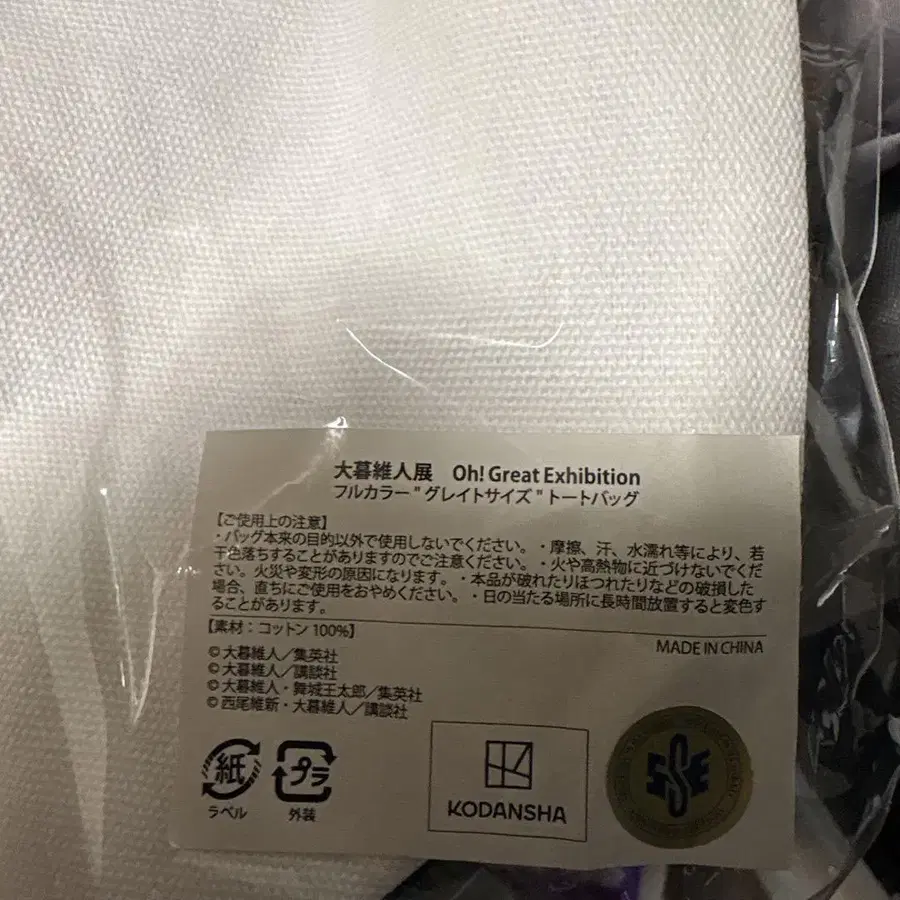 大暮維人展 Oh! Great Exhibition
フルカラー"グレイトサイズ"トートバッグ
【ご使用上の注意】
・バッグ本来の目的以外で使用しないでください。・摩擦、汗、水濡れ等により、若
干色落ちすることがありますのでご注意ください。・火や高熱物に近づけないでくだ
さい。火災や変形の原因になります。・本品が破れたりほつれたりなどの破損した
場合、直ちにご使用をおやめください。・日の当たる場所に長時間放置すると変色す
ることがあります。
【素材：コットン 100%】
MADE IN CHINA
©大暮維人／集英社
©大暮維人／講談社
©大暮維人・舞城王太郎／集英社
©西尾維新・大暮維人／講談社
紙
ラベル
プラ
外装
KODANSHA